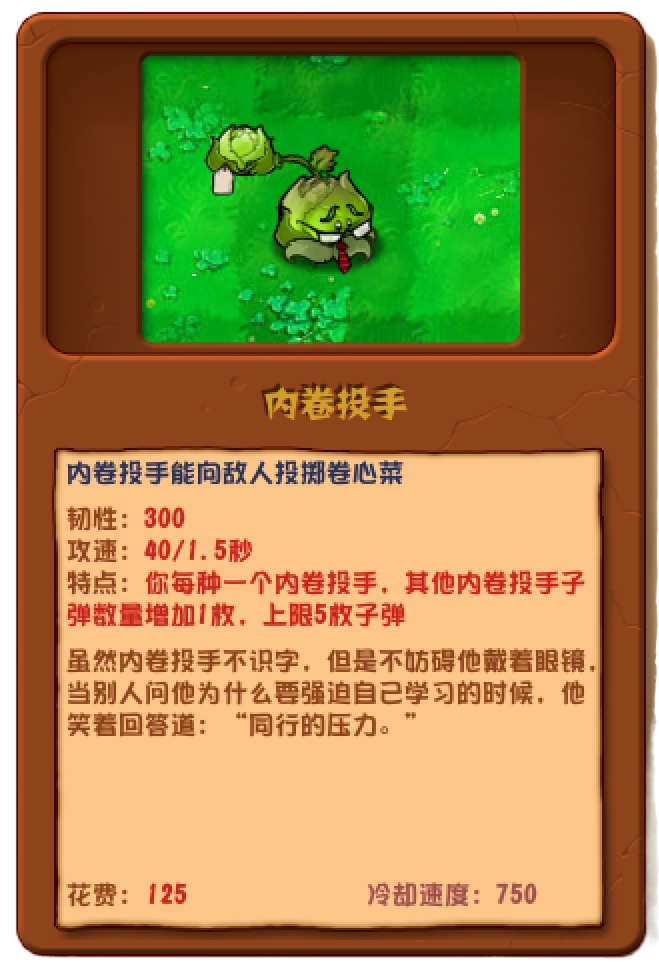 内卷投手
内卷投手能向敌人投掷卷心菜
韧性：300
攻速：40/1.5秒
特点：你每种一个内卷投手，其他内卷投手子
弹数量增加1枚，上限5枚子弹
虽然内卷投手不识字，但是不妨碍他戴着眼镜，
当别人问他为什么要强迫自己学习的时候，他
笑着回答道：“同行的压力。”
花费：125 冷却速度：750